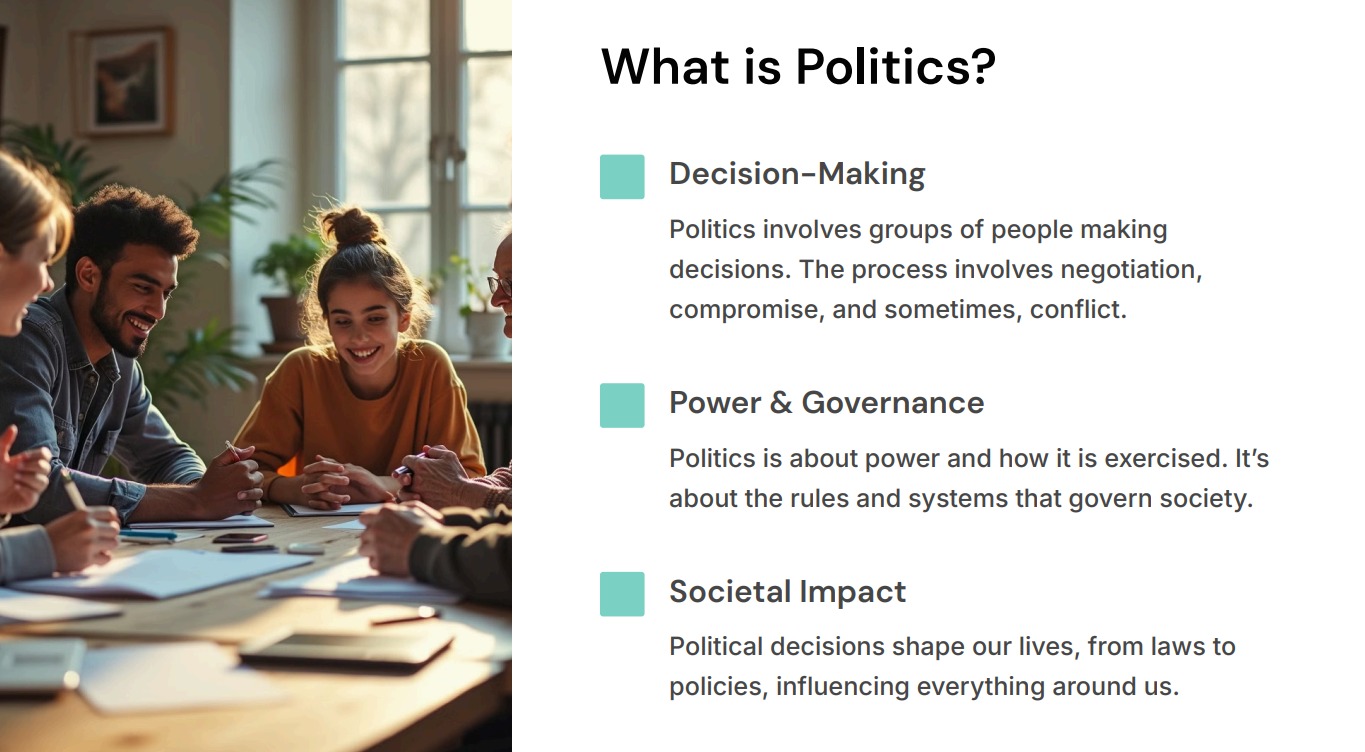 What is Politics?
Decision-Making
Politics involves groups of people making
decisions. The process involves negotiation,
compromise, and sometimes, conflict.
Power & Governance
Politics is about power and how it is exercised. It’s
about the rules and systems that govern society.
Societal Impact
Political decisions shape our lives, from laws to
policies, influencing everything around us.